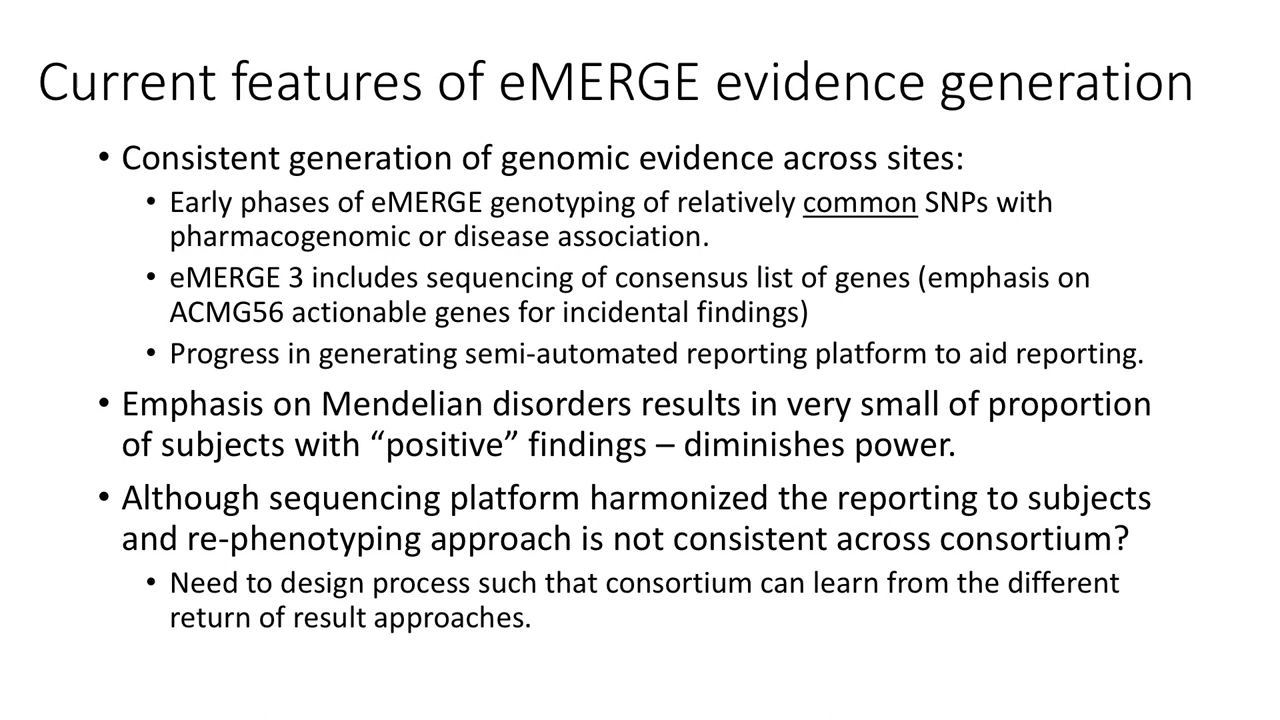 Current features of eMERGE evidence generation
• Consistent generation of genomic evidence across sites:
• Early phases of eMERGE genotyping of relatively common SNPs with
pharmacogenomic or disease association.
• eMERGE 3 includes sequencing of consensus list of genes (emphasis on
ACMG56 actionable genes for incidental findings)
• Progress in generating semi-automated reporting platform to aid reporting.
• Emphasis on Mendelian disorders results in very small of proportion
of subjects with “positive” findings – diminishes power.
• Although sequencing platform harmonized the reporting to subjects
and re-phenotyping approach is not consistent across consortium?
• Need to design process such that consortium can learn from the different
return of result approaches.